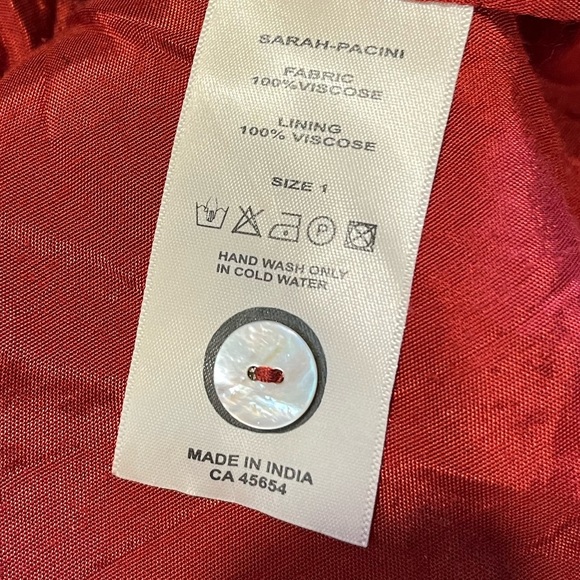 SARAH-PACINI
FABRIC
100%VISCOSE
LINING
100% VISCOSE
SIZE 1
P
HAND WASH ONLY
IN COLD WATER
MADE IN INDIA
CA 45654